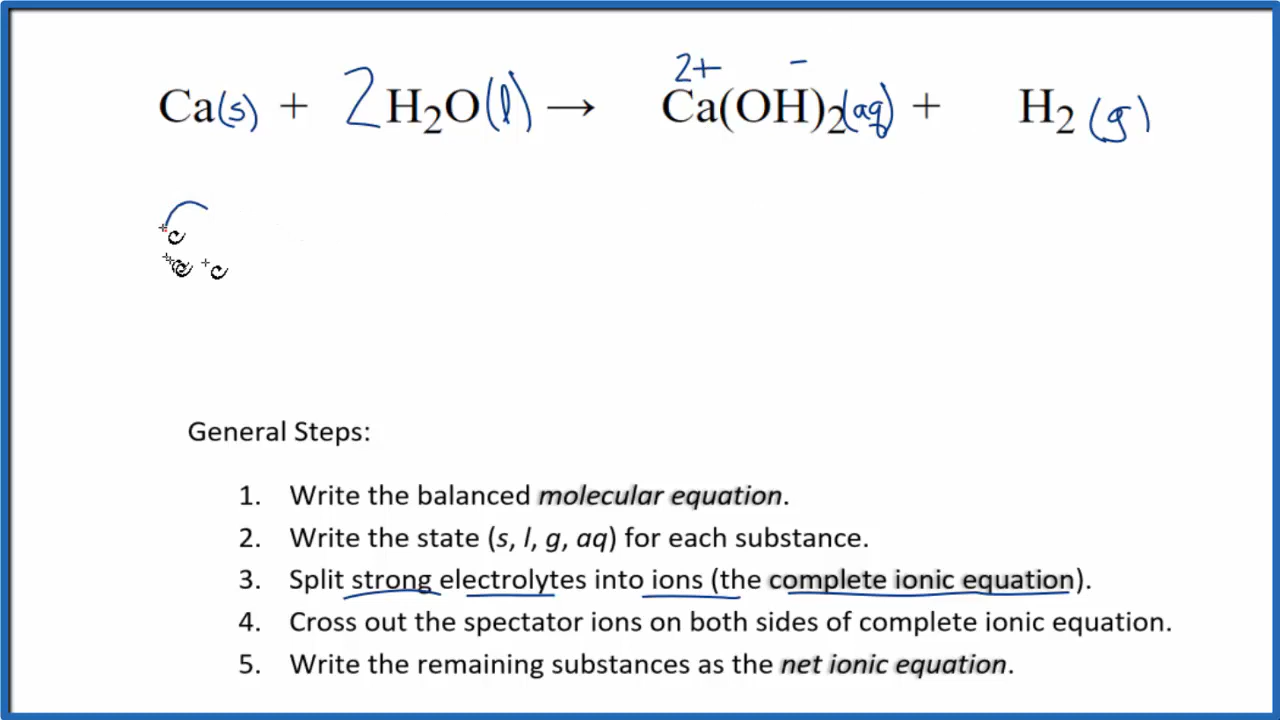 2+ -
Ca(s) + 2H₂O(l) → Ca(OH)₂(aq) + H₂(g)
General Steps:
1. Write the balanced molecular equation.
2. Write the state (s, l, g, aq) for each substance.
3. Split strong electrolytes into ions (the complete ionic equation).
4. Cross out the spectator ions on both sides of complete ionic equation.
5. Write the remaining substances as the net ionic equation.